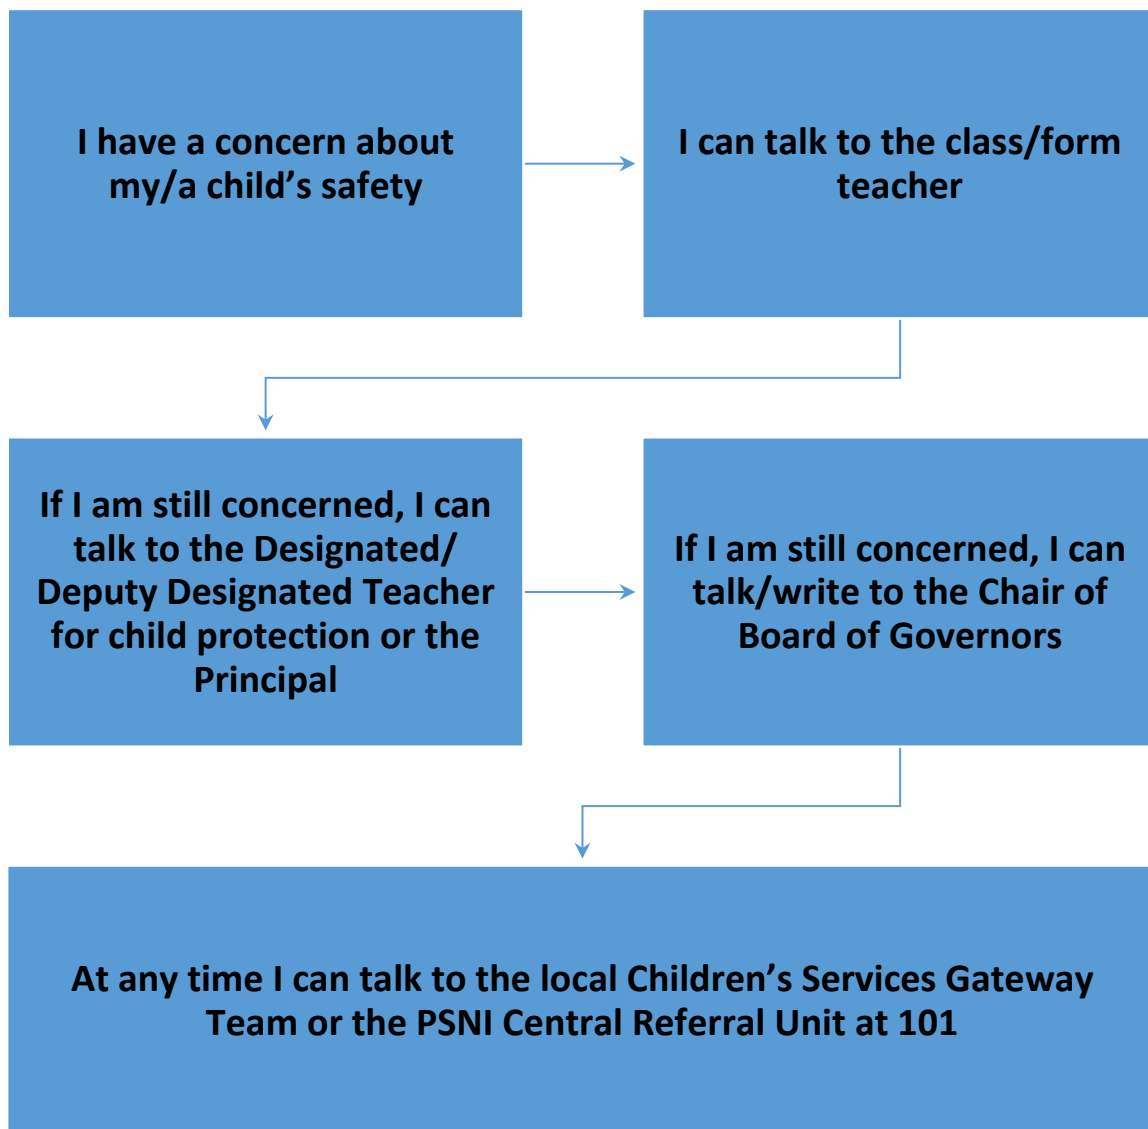 I have a concern about
my/a child’s safety
I can talk to the class/form
teacher
If I am still concerned, I can
talk to the Designated/
Deputy Designated Teacher
for child protection or the
Principal
If I am still concerned, I can
talk/write to the Chair of
Board of Governors
At any time I can talk to the local Children’s Services Gateway
Team or the PSNI Central Referral Unit at 101